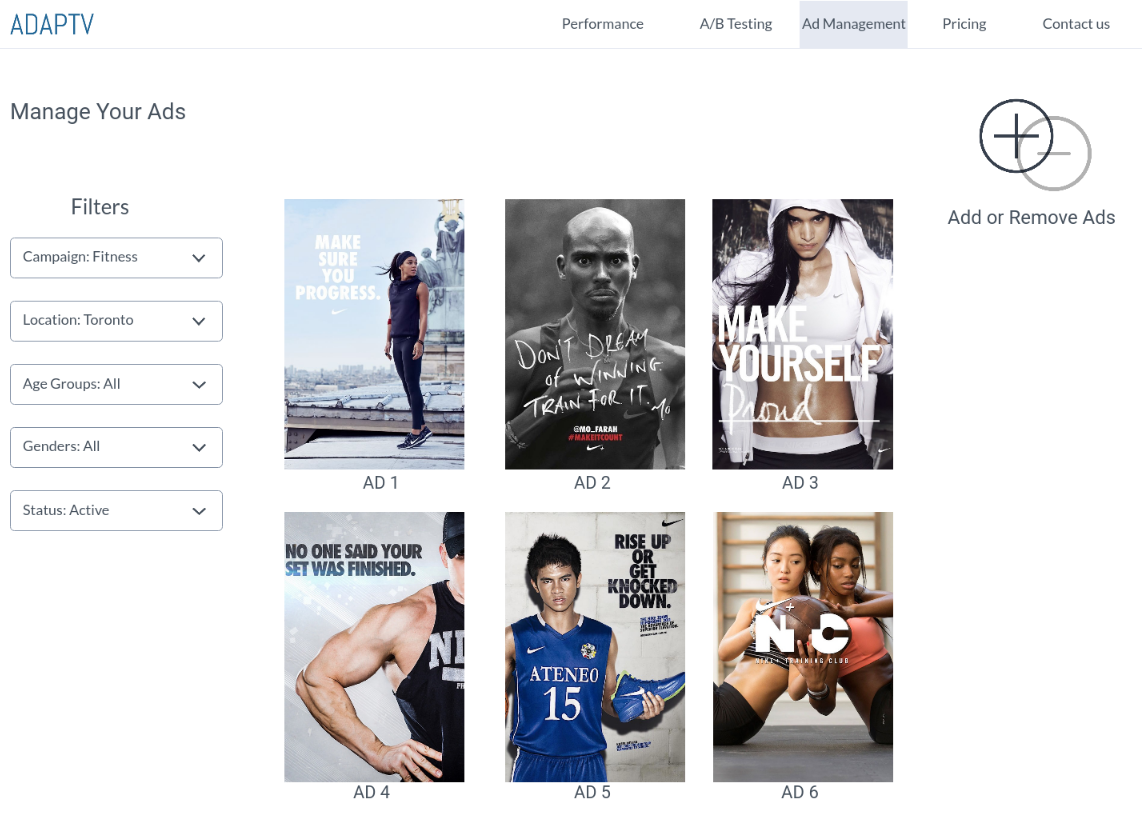 ADAPTV
Performance
A/B Testing
Ad Management
Pricing
Contact us
Manage Your Ads
Add or Remove Ads
Filters
Campaign: Fitness
Location: Toronto
Age Groups: All
Genders: All
Status: Active
MAKE
SURE
YOU
PROGRESS.
AD 1
DON'T DREAM
of WINNING.
TRAIN FOR IT.
Mo
@MO_FARAH
#MAKEITCOUNT
AD 2
MAKE
YOURSELF
Proud
AD 3
NO ONE SAID YOUR
SET WAS FINISHED.
AD 4
RISE UP
OR
GET
KNOCKED
DOWN.
ATENEO
15
AD 5
N+C
NIKE+ TRAINING CLUB
AD 6